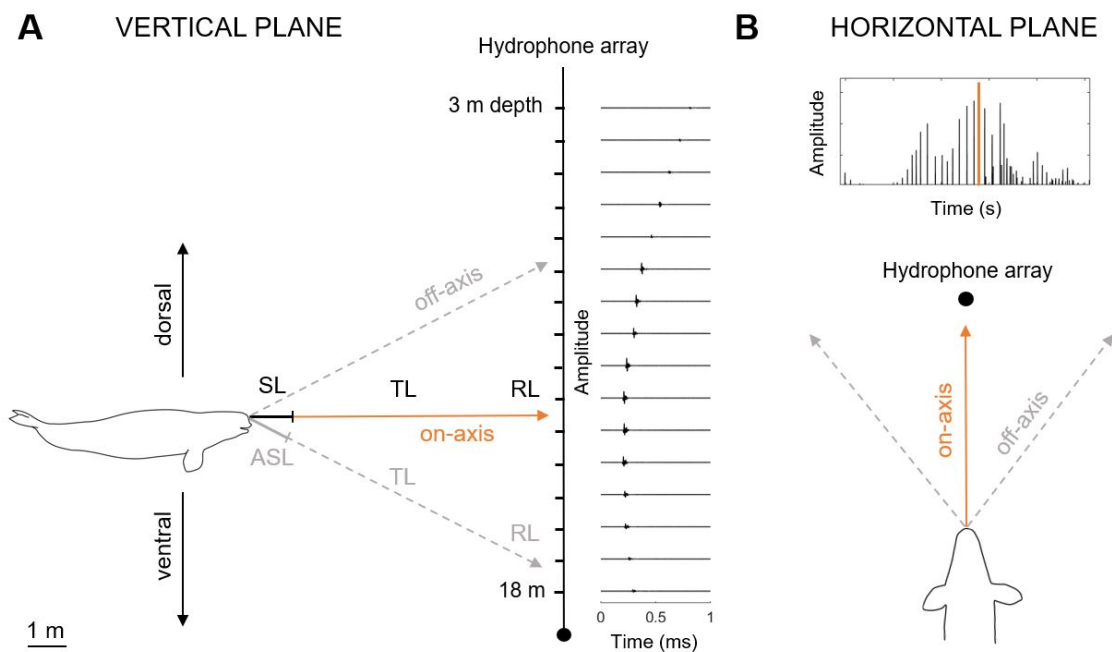 A VERTICAL PLANE
Hydrophone array
3 m depth
dorsal
off-axis
Amplitude
SL TL RL
on-axis
ASL
TL
RL
ventral
18 m
1 m
0 0.5 1
Time (ms)
B HORIZONTAL PLANE
Amplitude
Time (s)
Hydrophone array
on-axis
off-axis